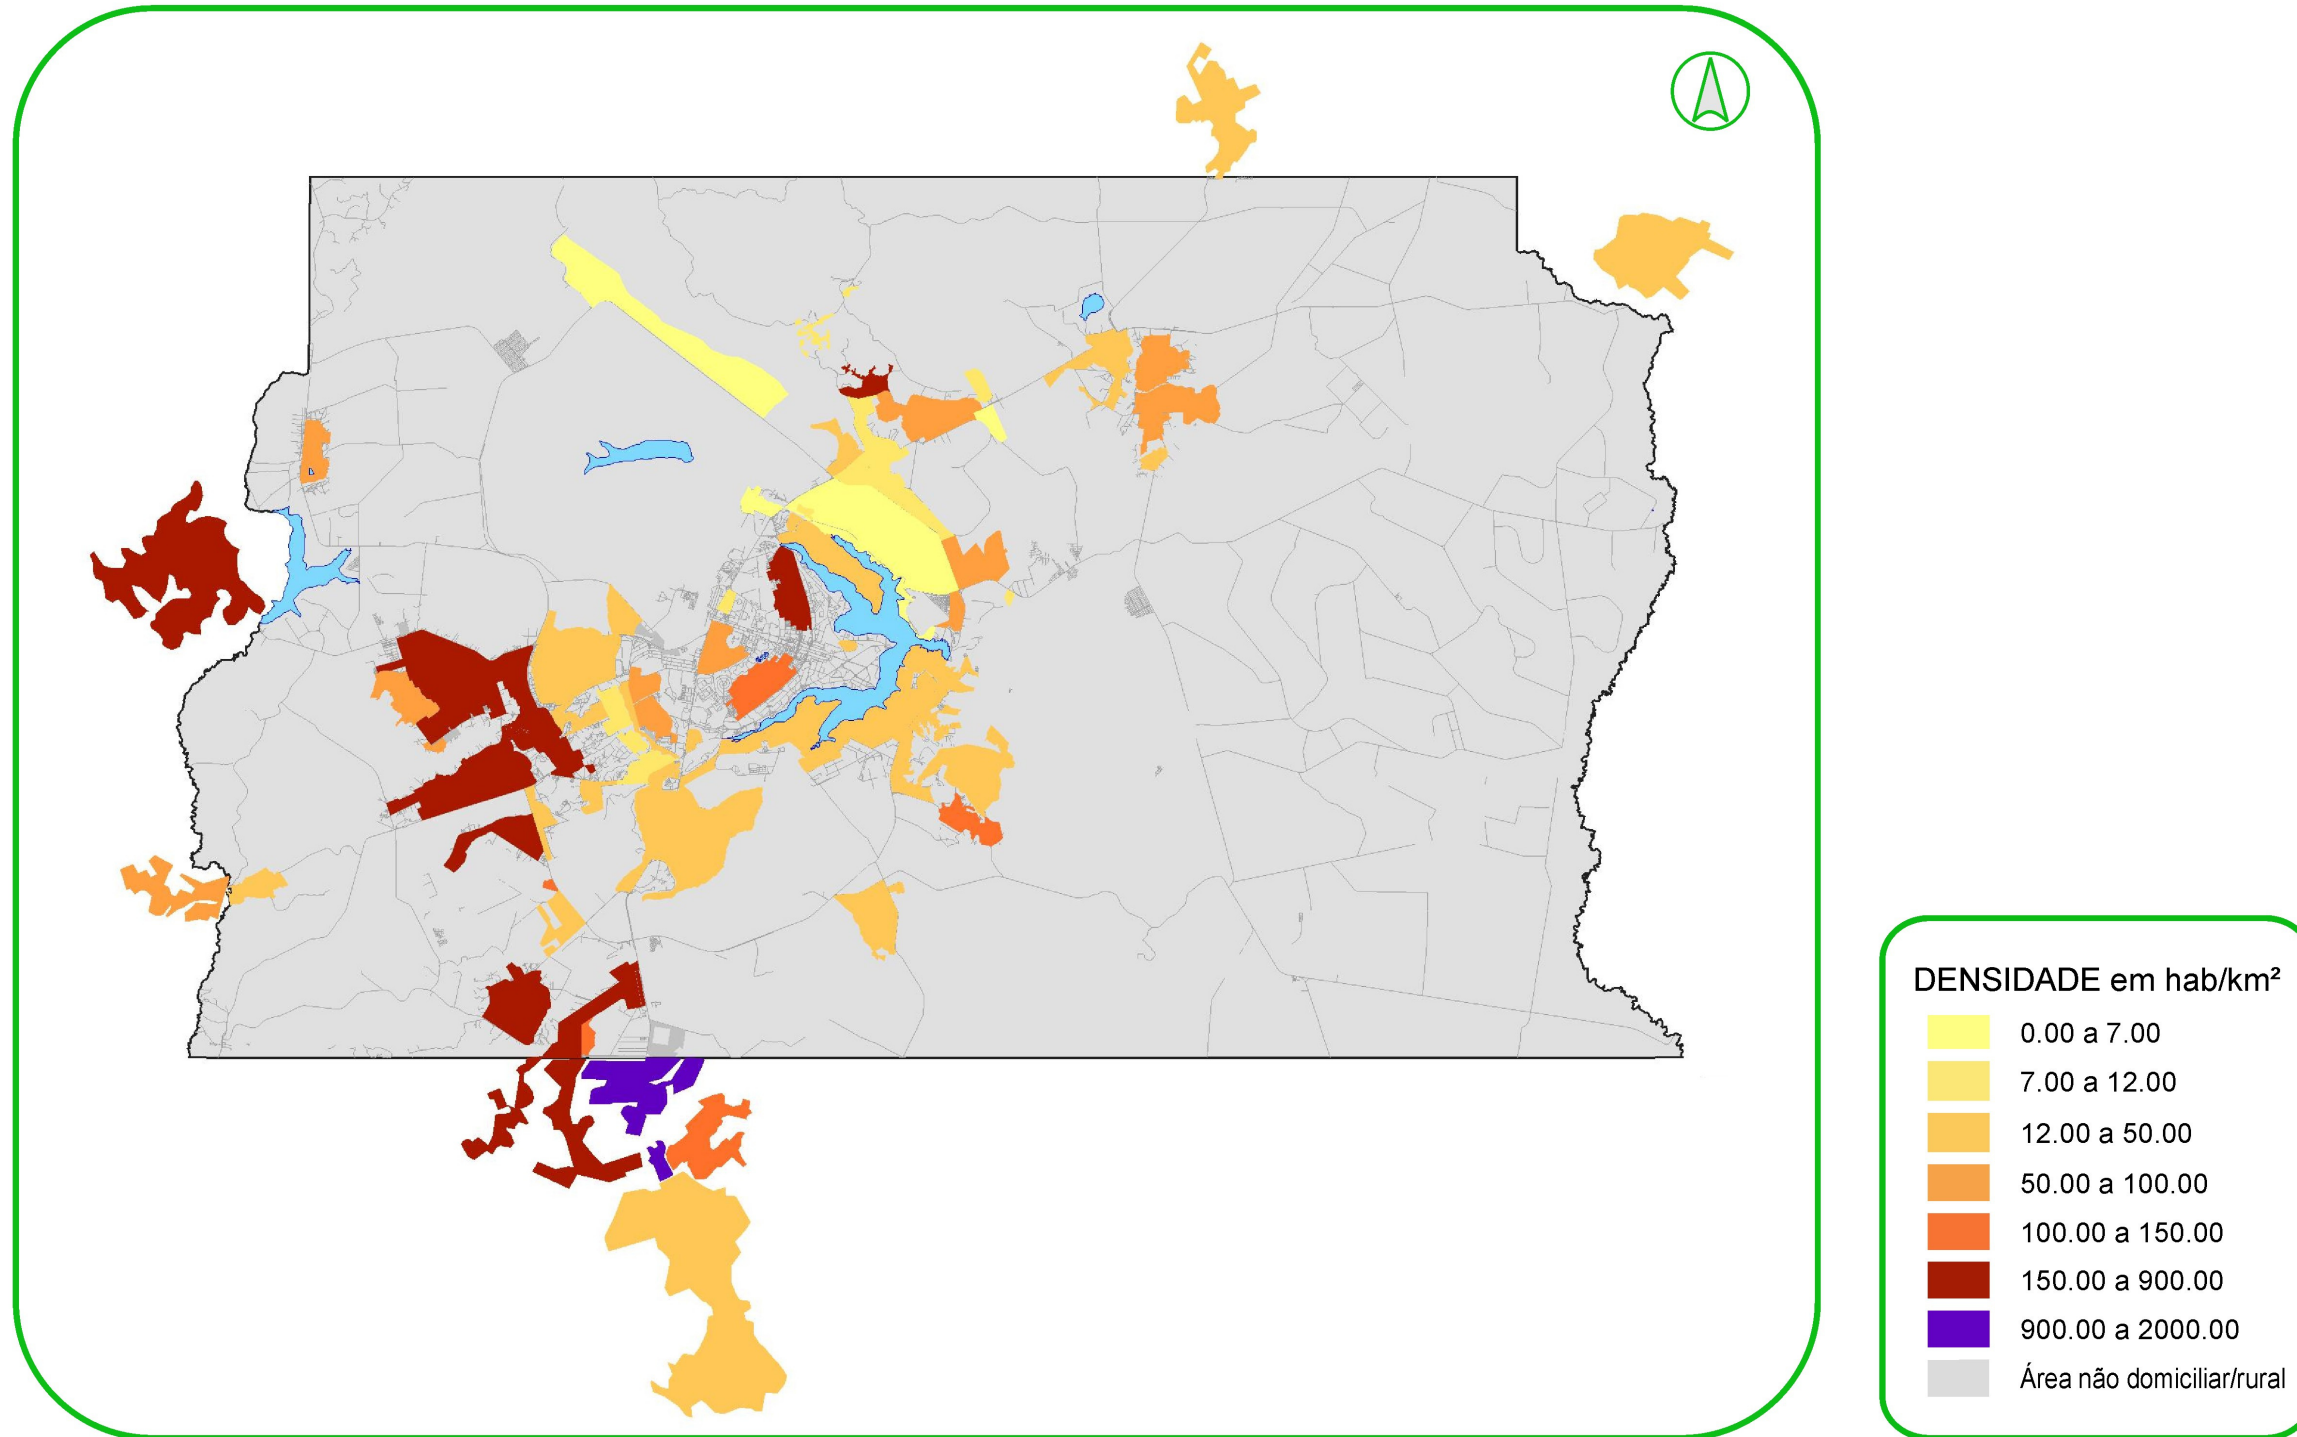 DENSIDADE em hab/km²
0.00 a 7.00
7.00 a 12.00
12.00 a 50.00
50.00 a 100.00
100.00 a 150.00
150.00 a 900.00
900.00 a 2000.00
Área não domiciliar/rural